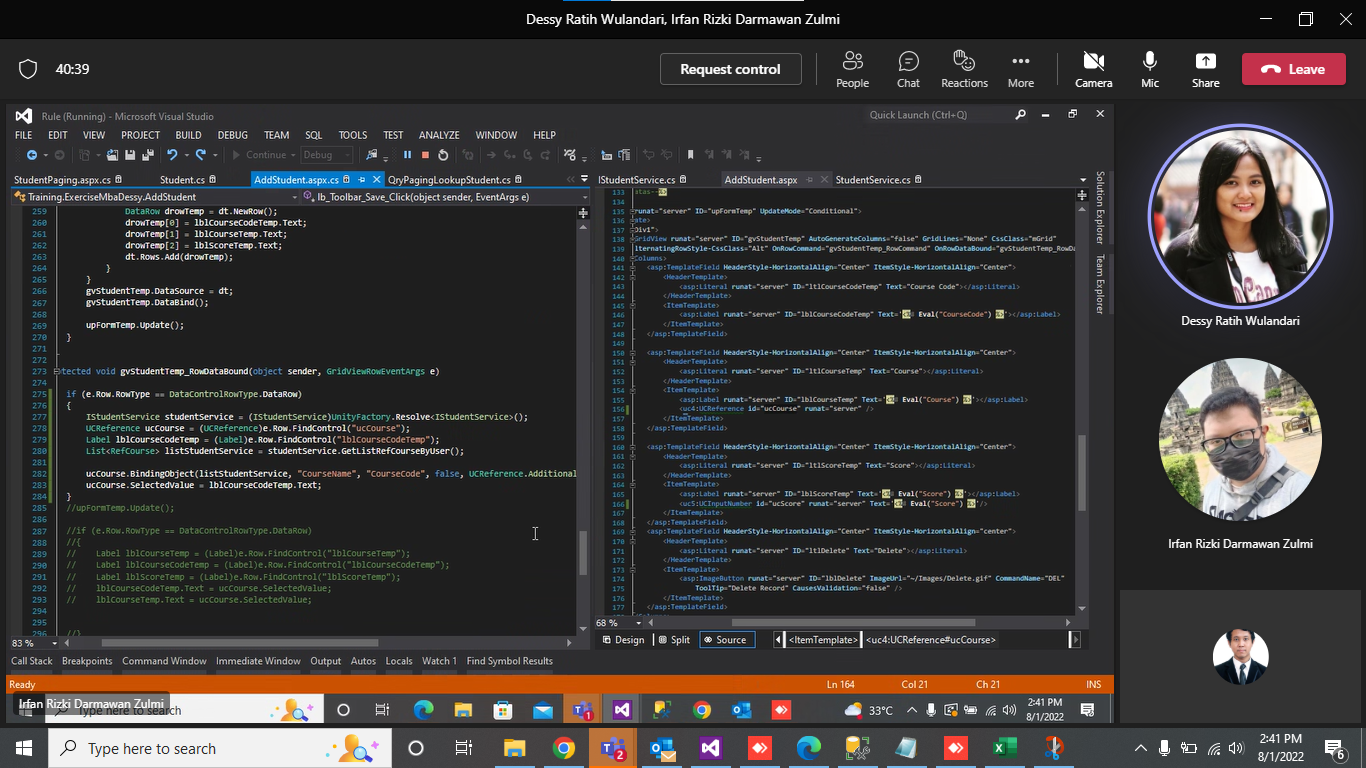 Dessy Ratih Wulandari, Irfan Rizki Darmawan Zulmi
40:39
Request control
People
Chat
Reactions
More
Camera
Mic
Share
Leave
Rule (Running) - Microsoft Visual Studio
Quick Launch (Ctrl+Q)
FILE EDIT VIEW PROJECT BUILD DEBUG TEAM SQL TOOLS TEST ANALYZE WINDOW HELP
Continue
Debug
StudentPaging.aspx.cs
Student.cs
AddStudent.aspx.cs
QryPagingLookupStudent.cs
Training.ExerciseMbaDessy.AddStudent
lb_Toolbar_Save_Click(object sender, EventArgs e)
259 DataRow drowTemp = dt.NewRow();
260 drowTemp[0] = lblCourseCodeTemp.Text;
261 drowTemp[1] = lblCourseTemp.Text;
262 drowTemp[2] = lblScoreTemp.Text;
263 dt.Rows.Add(drowTemp);
264 }
265 }
266 gvStudentTemp.DataSource = dt;
267 gvStudentTemp.DataBind();
268
269 upFormTemp.Update();
270 }
271
272
273 tected void gvStudentTemp_RowDataBound(object sender, GridViewRowEventArgs e)
274
275 if (e.Row.RowType == DataControlRowType.DataRow)
276 {
277 IStudentService studentService = (IStudentService)UnityFactory.Resolve<IStudentService>();
278 UCReference ucCourse = (UCReference)e.Row.FindControl("ucCourse");
279 Label lblCourseCodeTemp = (Label)e.Row.FindControl("lblCourseCodeTemp");
280 List<RefCourse> listStudentService = studentService.GetListRefCourseByUser();
281
282 ucCourse.BindingObject(listStudentService, "CourseName", "CourseCode", false, UCReference.Additional
283 ucCourse.SelectedValue = lblCourseCodeTemp.Text;
284 }
285 //upFormTemp.Update();
286
287 //if (e.Row.RowType == DataControlRowType.DataRow)
288 //{
289 // Label lblCourseTemp = (Label)e.Row.FindControl("lblCourseTemp");
290 // Label lblCourseCodeTemp = (Label)e.Row.FindControl("lblCourseCodeTemp");
291 // Label lblScoreTemp = (Label)e.Row.FindControl("lblScoreTemp");
292 // lblCourseCodeTemp.Text = ucCourse.SelectedValue;
293 // lblCourseTemp.Text = ucCourse.SelectedValue;
294
295
296 //}
83 %
IStudentService.cs
AddStudent.aspx
StudentService.cs
133 stas--%>
134
135 runat="server" ID="upFormTemp" UpdateMode="Conditional">
136 ate>
137 Div1">
138 GridView runat="server" ID="gvStudentTemp" AutoGenerateColumns="false" GridLines="None" CssClass="mGrid"
139 lternatingRowStyle-CssClass="Alt" OnRowCommand="gvStudentTemp_RowCommand" OnRowDataBound="gvStudentTemp_RowDa
140 Columns>
141 <asp:TemplateField HeaderStyle-HorizontalAlign="Center" ItemStyle-HorizontalAlign="Center">
142 <HeaderTemplate>
143 <asp:Literal runat="server" ID="ltlCourseCodeTemp" Text="Course Code"></asp:Literal>
144 </HeaderTemplate>
145 <ItemTemplate>
146 <asp:Label runat="server" ID="lblCourseCodeTemp" Text='<%# Eval("CourseCode") %>'></asp:Label>
147 </ItemTemplate>
148 </asp:TemplateField>
149
150 <asp:TemplateField HeaderStyle-HorizontalAlign="Center" ItemStyle-HorizontalAlign="Center">
151 <HeaderTemplate>
152 <asp:Literal runat="server" ID="ltlCourseTemp" Text="Course"></asp:Literal>
153 </HeaderTemplate>
154 <ItemTemplate>
155 <asp:Label runat="server" ID="lblCourseTemp" Text='<%# Eval("Course") %>'></asp:Label>
156 <uc4:UCReference id="ucCourse" runat="server" />
157 </ItemTemplate>
158 </asp:TemplateField>
159
160 <asp:TemplateField HeaderStyle-HorizontalAlign="Center" ItemStyle-HorizontalAlign="Center">
161 <HeaderTemplate>
162 <asp:Literal runat="server" ID="ltlScoreTemp" Text="Score"></asp:Literal>
163 </HeaderTemplate>
164 <ItemTemplate>
165 <asp:Label runat="server" ID="lblScoreTemp" Text='<%# Eval("Score") %>'></asp:Label>
166 <uc5:UCInputNumber id="ucScore" runat="server" Text='<%# Eval("Score") %>'/>
167 </ItemTemplate>
168 </asp:TemplateField>
169 <asp:TemplateField HeaderStyle-HorizontalAlign="Center" ItemStyle-HorizontalAlign="Center">
170 <HeaderTemplate>
171 <asp:Literal runat="server" ID="ltlDelete" Text="Delete"></asp:Literal>
172 </HeaderTemplate>
173 <ItemTemplate>
174 <asp:ImageButton runat="server" ID="lblDelete" ImageUrl="~/Images/Delete.gif" CommandName="DEL"
175 ToolTip="Delete Record" CausesValidation="false" />
176 </ItemTemplate>
177 </asp:TemplateField>
68 %
Design
Split
Source
<ItemTemplate>
<uc4:UCReference#ucCourse>
Solution Explorer
Team Explorer
Call Stack Breakpoints Command Window Immediate Window Output Autos Locals Watch 1 Find Symbol Results
Ready
Ln 164 Col 21 Ch 21 INS
Irfan Rizki Darmawan Zulmi
Type here to search
1
33°C
2:41 PM
8/1/2022
Dessy Ratih Wulandari
Irfan Rizki Darmawan Zulmi
Type here to search
2
2:41 PM
8/1/2022
6